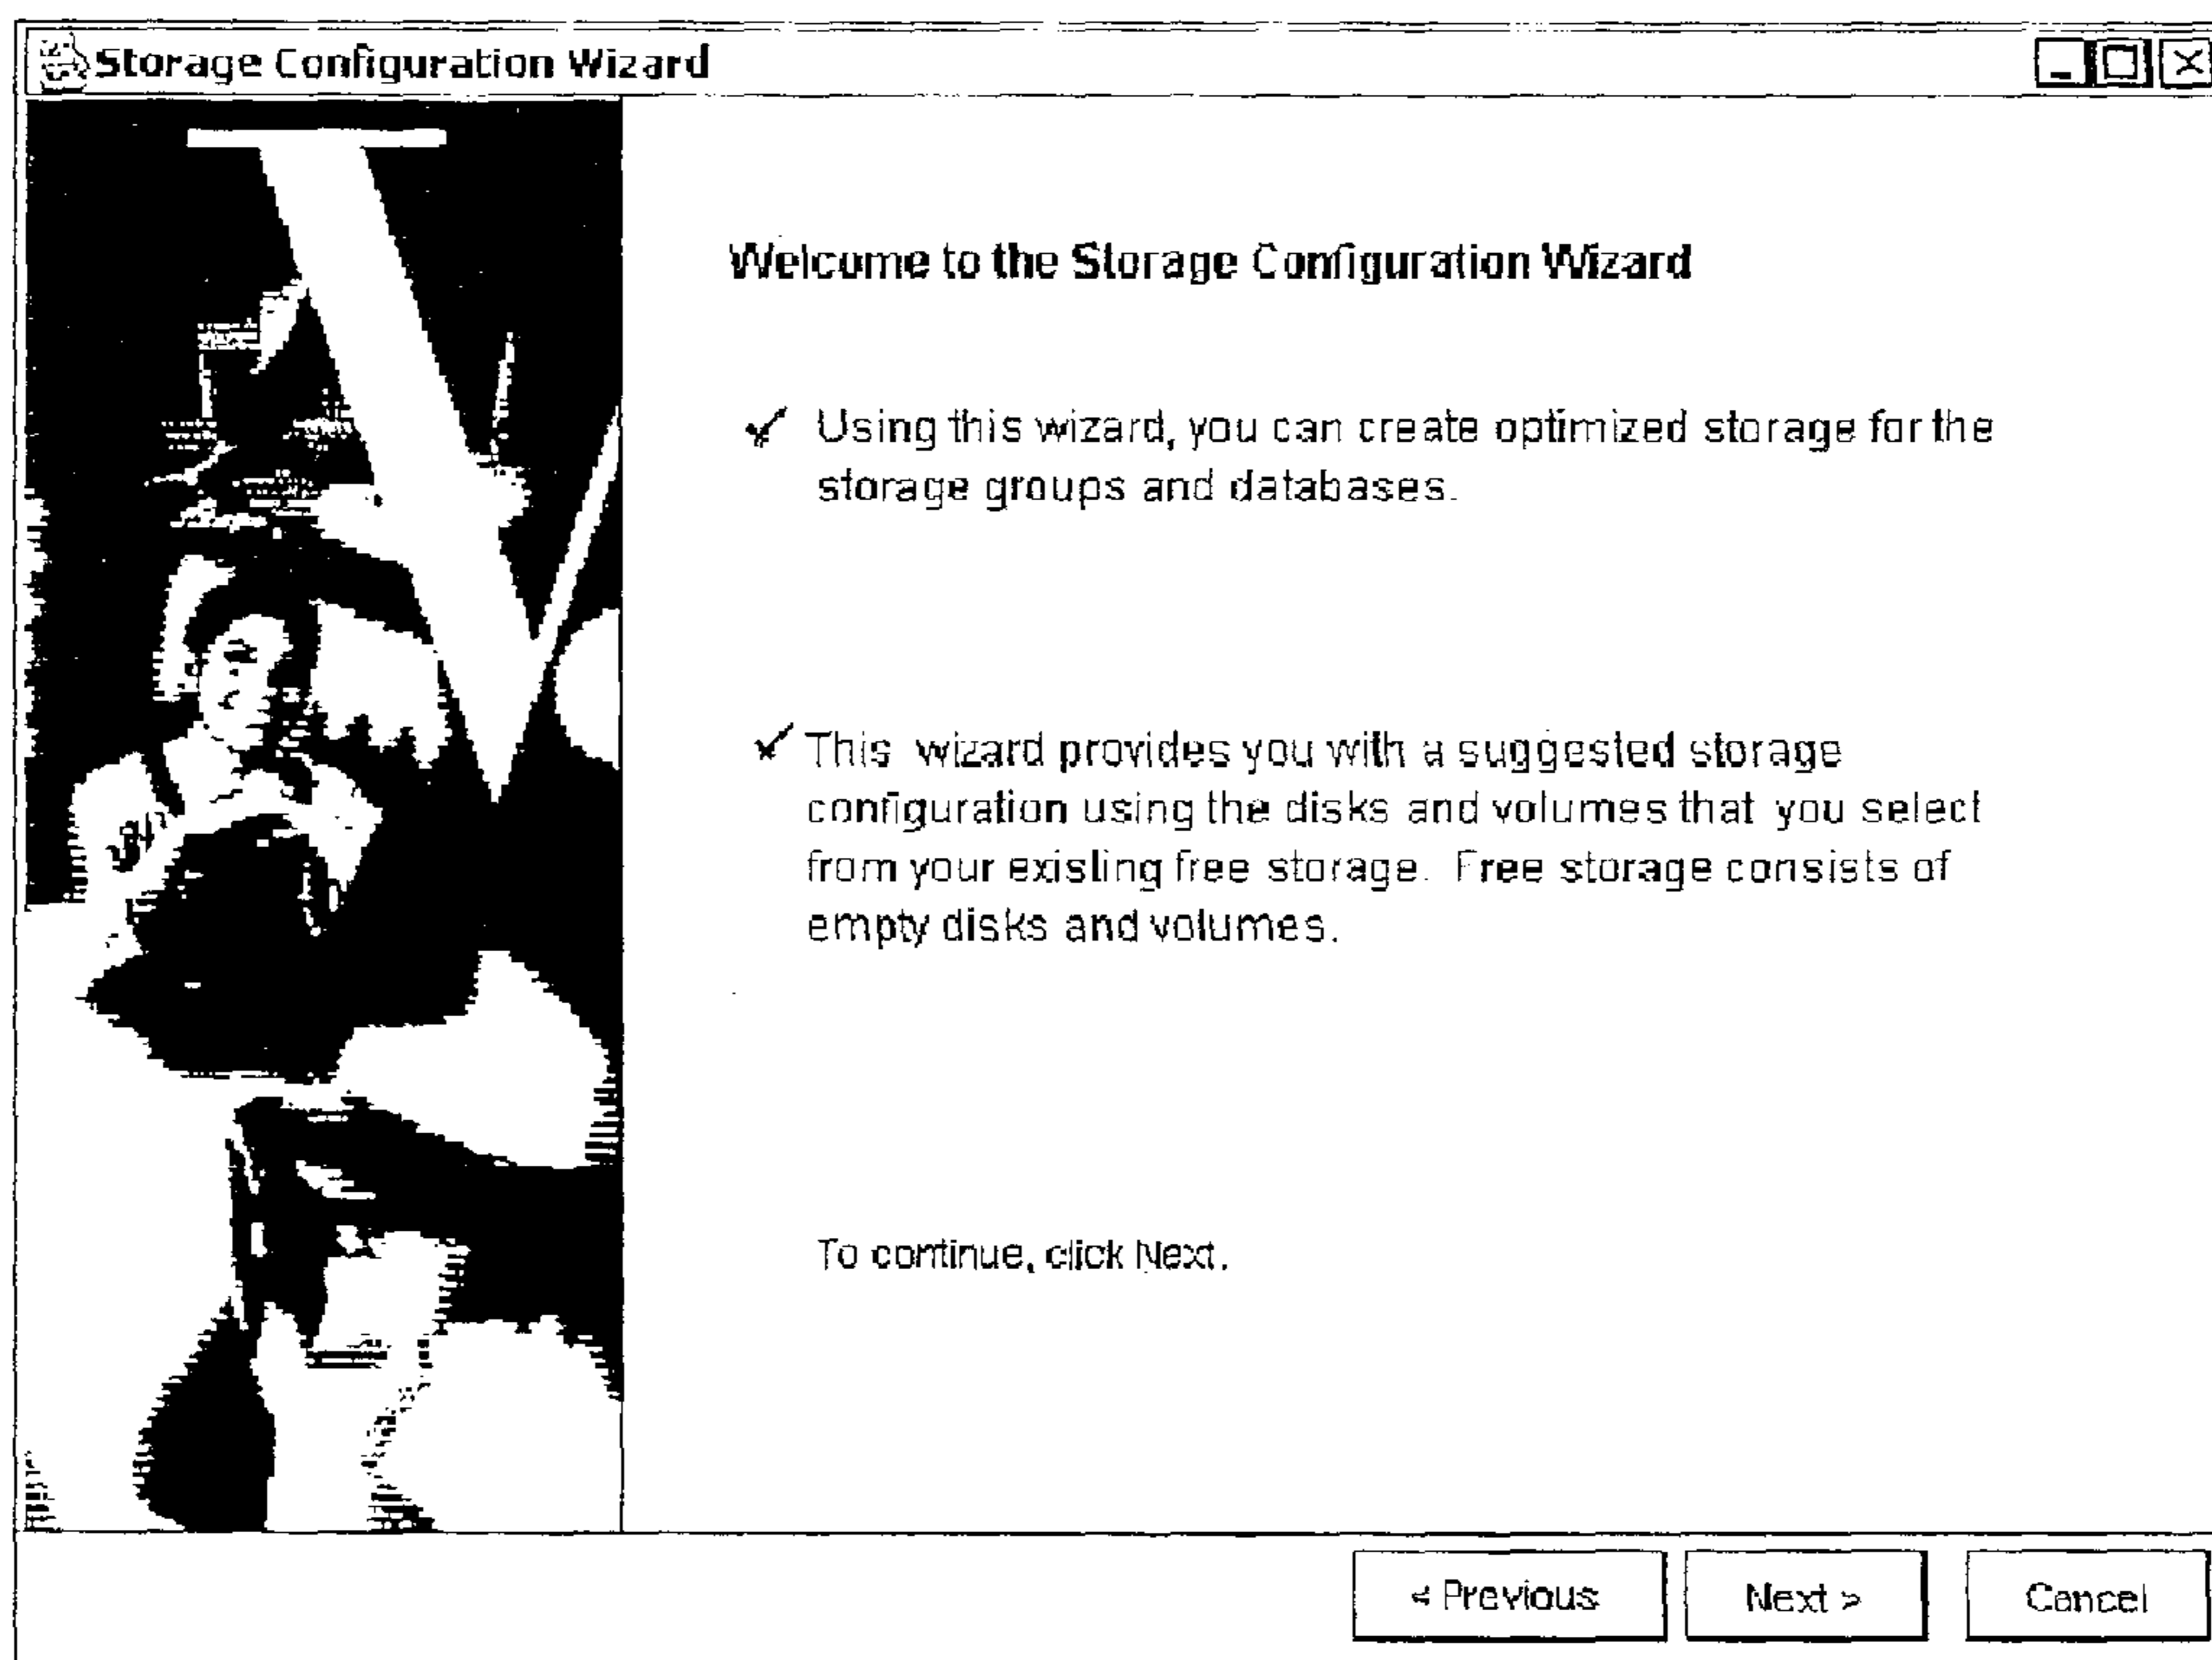 Storage Configuration Wizard
Welcome to the Storage Configuration Wizard
✓ Using this wizard, you can create optimized storage for the
storage groups and databases.
✓ This wizard provides you with a suggested storage
configuration using the disks and volumes that you select
from your existing free storage. Free storage consists of
empty disks and volumes.
To continue, click Next.
< Previous
Next >
Cancel